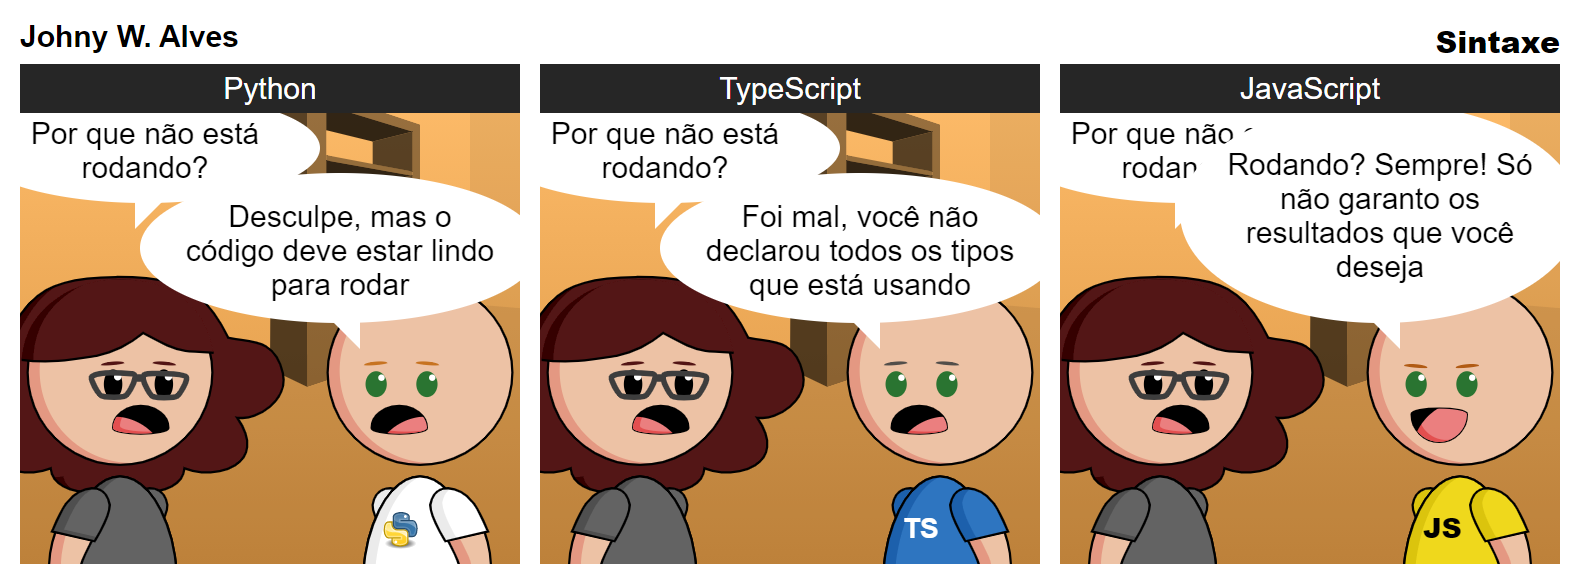 Johny W. Alves
Sintaxe
Python
Por que não está
rodando?
Desculpe, mas o
código deve estar lindo
para rodar
TypeScript
Por que não está
rodando?
Foi mal, você não
declarou todos os tipos
que está usando
TS
JavaScript
Por que não
rodan
Rodando? Sempre! Só
não garanto os
resultados que você
deseja
JS